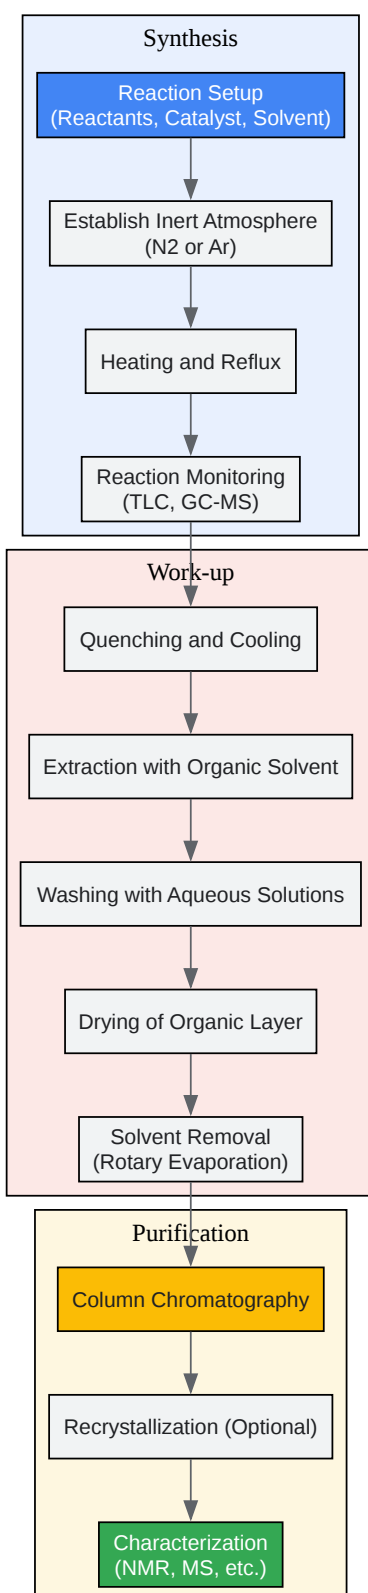 Synthesis
Reaction Setup
(Reactants, Catalyst, Solvent)
Establish Inert Atmosphere
(N2 or Ar)
Heating and Reflux
Reaction Monitoring
(TLC, GC-MS)
Work-up
Quenching and Cooling
Extraction with Organic Solvent
Washing with Aqueous Solutions
Drying of Organic Layer
Solvent Removal
(Rotary Evaporation)
Purification
Column Chromatography
Recrystallization (Optional)
Characterization
(NMR, MS, etc.)